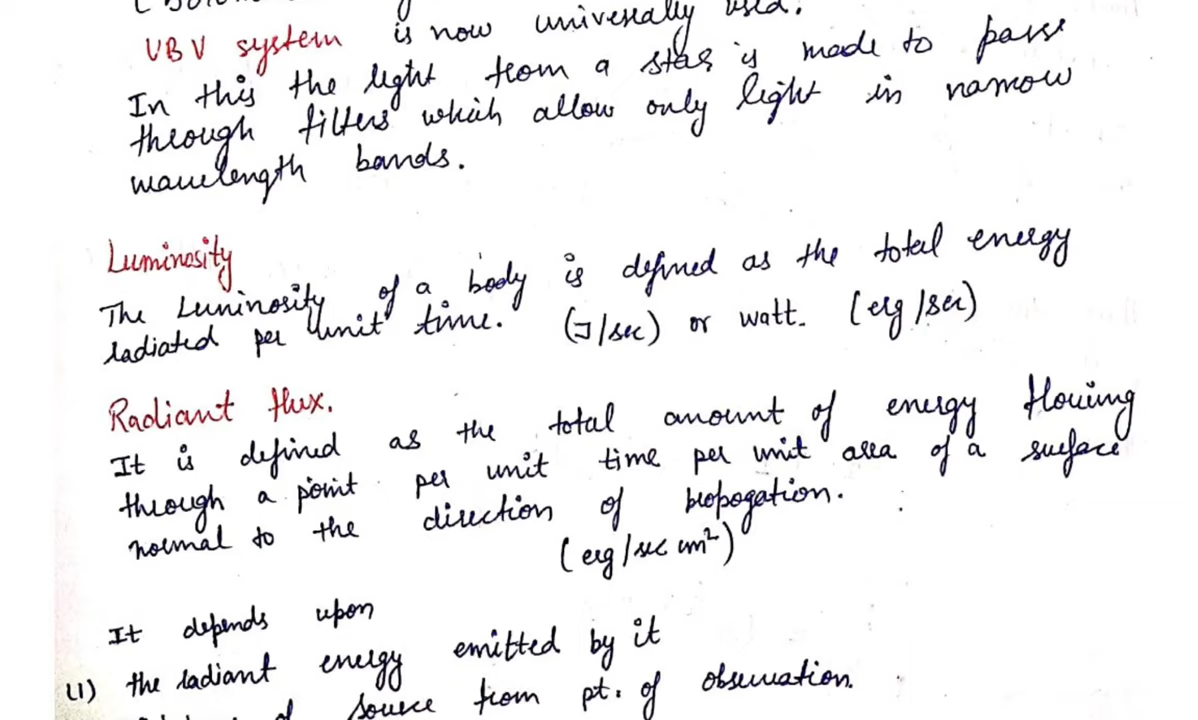 UBV system is now universally used.
In this the light from a star is made to pass
through filters which allow only light in narrow
wavelength bands.
Luminosity
The Luminosity of a body is defined as the total energy
radiated per unit time. (J/sec) or watt. (erg/sec)
Radiant flux.
It is defined as the total amount of energy flowing
through a point per unit time per unit area of a surface
normal to the direction of propogation.
(erg/sec cm²)
It depends upon
(1) the radiant energy emitted by it
source from pt. of observation.